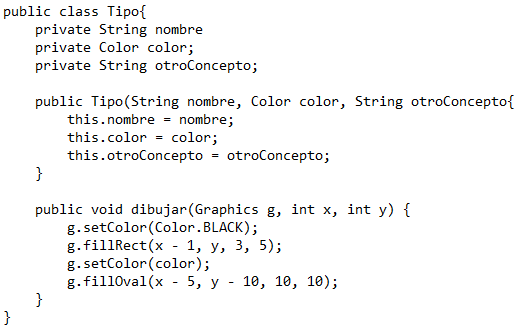 public class Tipo{
    private String nombre
    private Color color;
    private String otroConcepto;

    public Tipo(String nombre, Color color, String otroConcepto{
        this.nombre = nombre;
        this.color = color;
        this.otroConcepto = otroConcepto;
    }

    public void dibujar(Graphics g, int x, int y) {
        g.setColor(Color.BLACK);
        g.fillRect(x - 1, y, 3, 5);
        g.setColor(color);
        g.fillOval(x - 5, y - 10, 10, 10);
    }
}